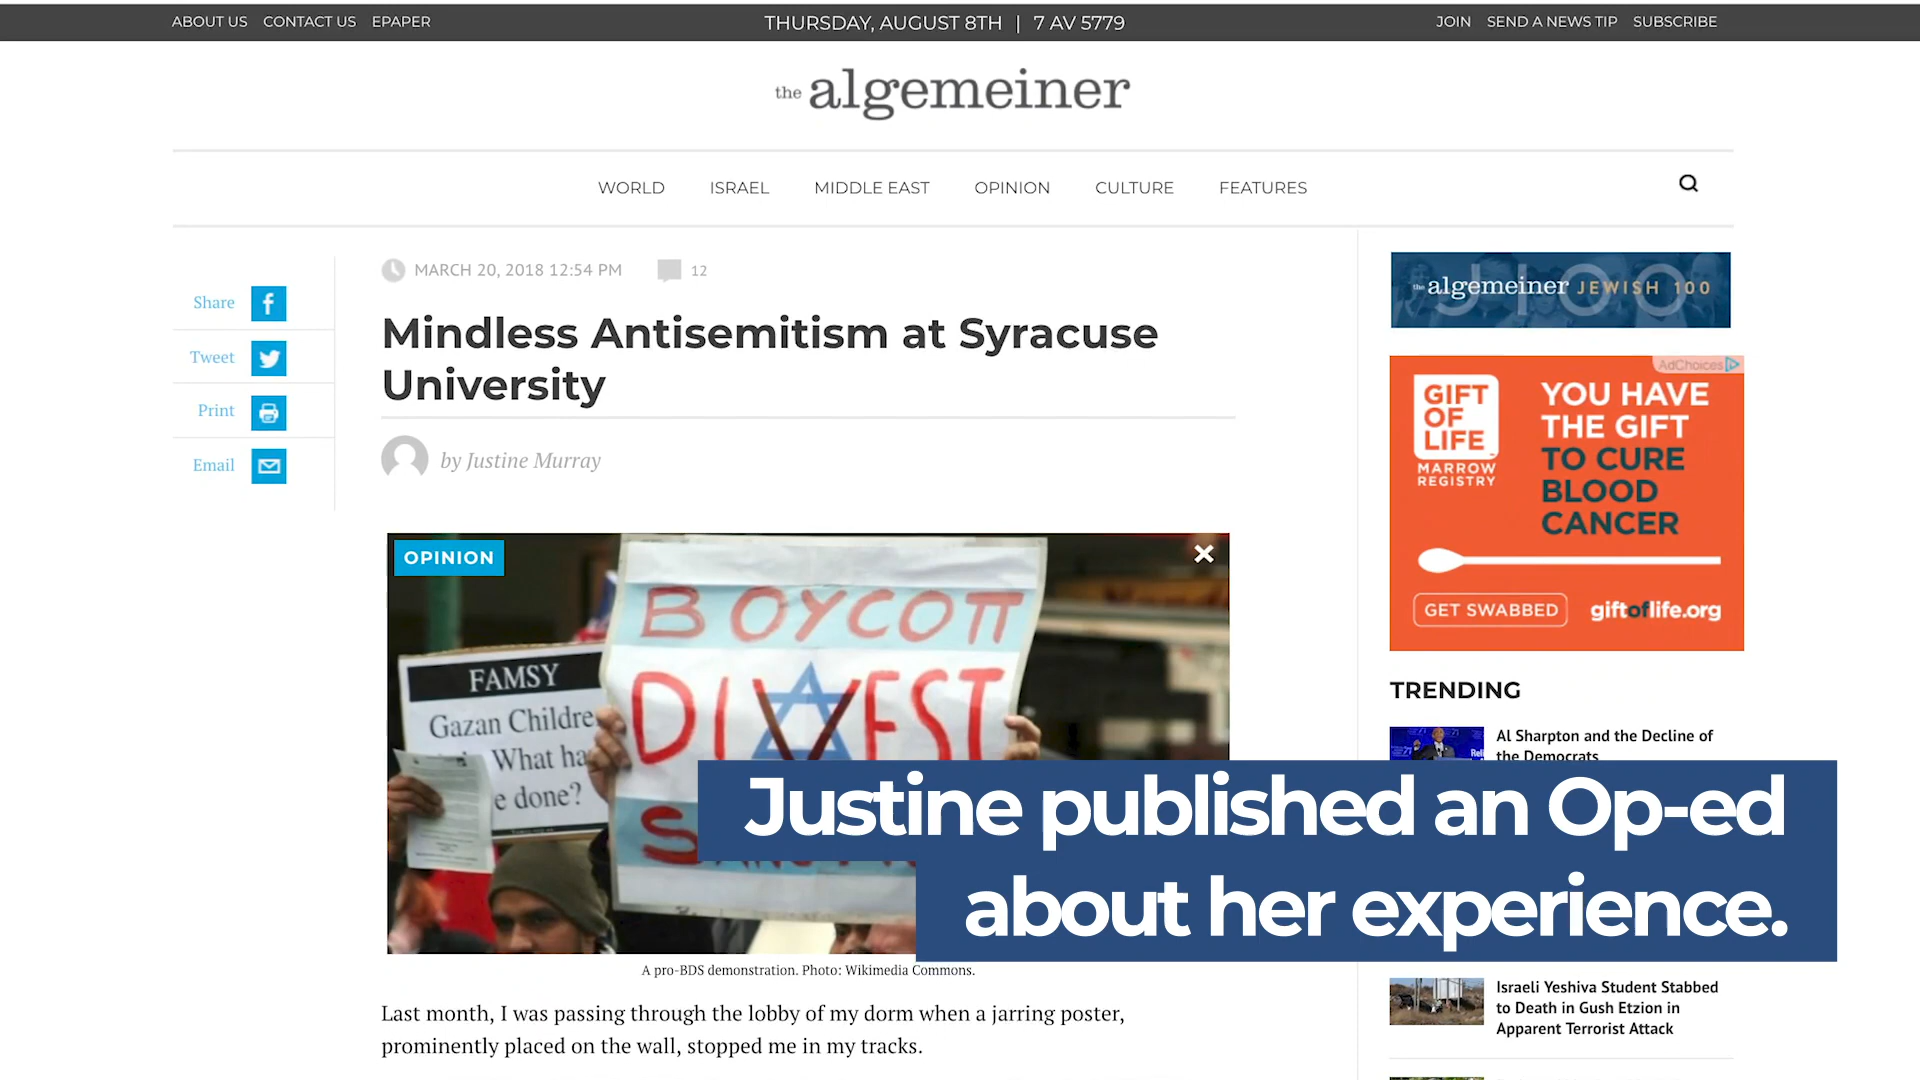 ABOUT US CONTACT US EPAPER
THURSDAY, AUGUST 8TH | 7 AV 5779
JOIN SEND A NEWS TIP SUBSCRIBE
the algemeiner
WORLD ISRAEL MIDDLE EAST OPINION CULTURE FEATURES
Share
Tweet
Print
Email
MARCH 20, 2018 12:54 PM 12
Mindless Antisemitism at Syracuse
University
by Justine Murray
OPINION
FAMSY
Gazan Childre
What ha
e done?
BOYCOTT
DIVEST
A pro-BDS demonstration. Photo: Wikimedia Commons.
Last month, I was passing through the lobby of my dorm when a jarring poster,
prominently placed on the wall, stopped me in my tracks.
the algemeiner JEWISH 100
J100
AdChoices
GIFT
OF
LIFE
MARROW
REGISTRY
YOU HAVE
THE GIFT
TO CURE
BLOOD
CANCER
GET SWABBED
giftoflife.org
TRENDING
Al Sharpton and the Decline of
the Democrats
Justine published an Op-ed
about her experience.
Israeli Yeshiva Student Stabbed
to Death in Gush Etzion in
Apparent Terrorist Attack